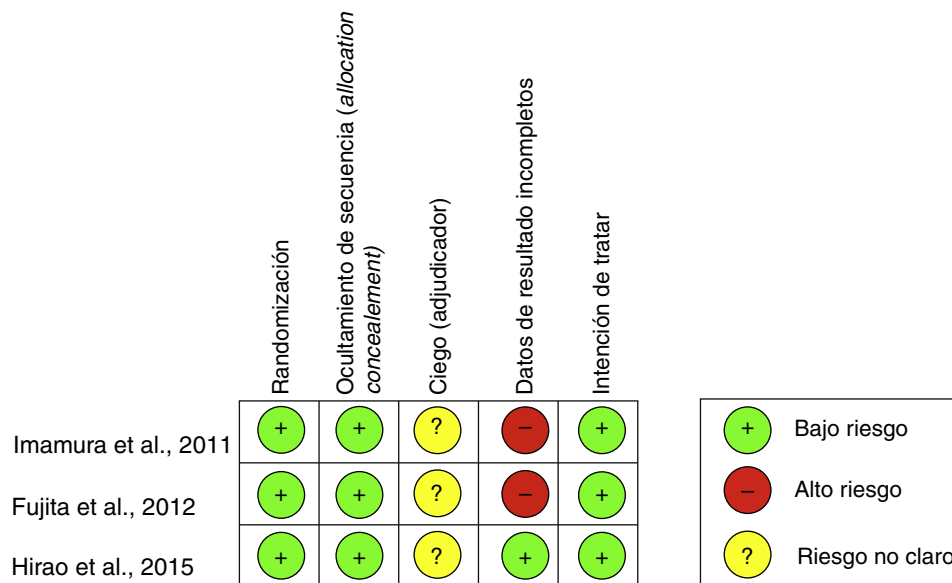 Randomización
Ocultamiento de secuencia (allocation
concealement)
Ciego (adjudicador)
Datos de resultado incompletos
Intención de tratar
Imamura et al., 2011
+ + ? – +
Fujita et al., 2012
+ + ? – +
Hirao et al., 2015
+ + ? + +
+ Bajo riesgo
– Alto riesgo
? Riesgo no claro